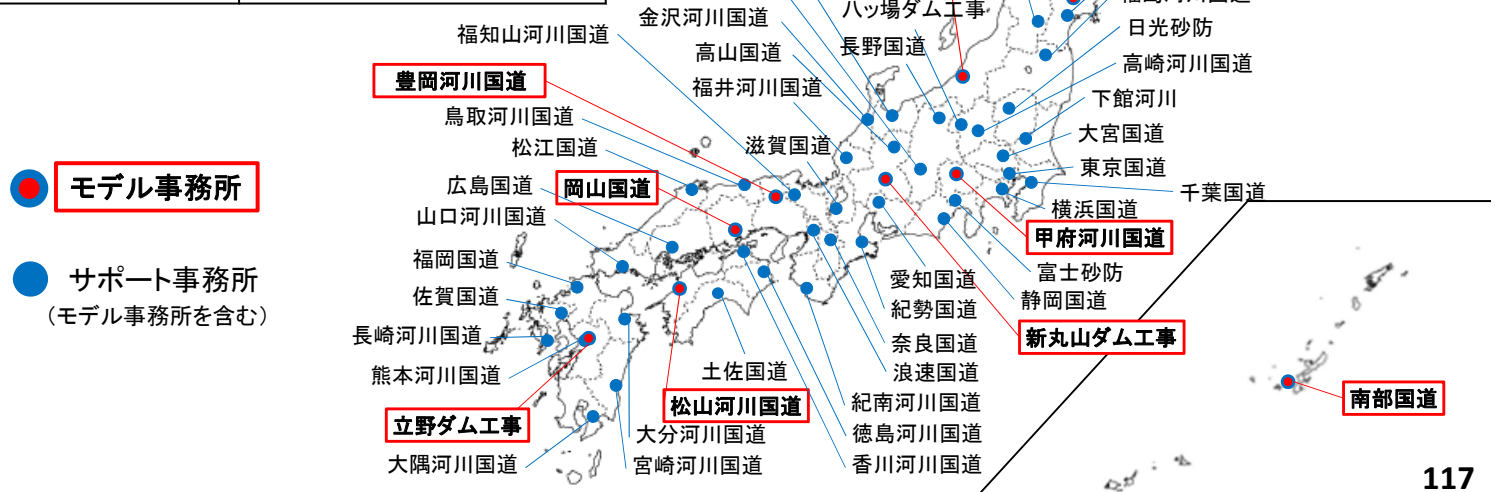 金沢河川国道
八ッ場ダム工事
福知山河川国道
日光砂防
高山国道
長野国道
高崎河川国道
豊岡河川国道
福井河川国道
下館河川
鳥取河川国道
大宮国道
松江国道
滋賀国道
東京国道
モデル事務所
広島国道
岡山国道
千葉国道
山口河川国道
横浜国道
甲府河川国道
福岡国道
サポート事務所
(モデル事務所を含む)
愛知国道
富士砂防
佐賀国道
紀勢国道
静岡国道
長崎河川国道
奈良国道
新丸山ダム工事
熊本河川国道
土佐国道
浪速国道
南部国道
松山河川国道
紀南河川国道
立野ダム工事
大分河川国道
徳島河川国道
大隅河川国道
宮崎河川国道
香川河川国道
117